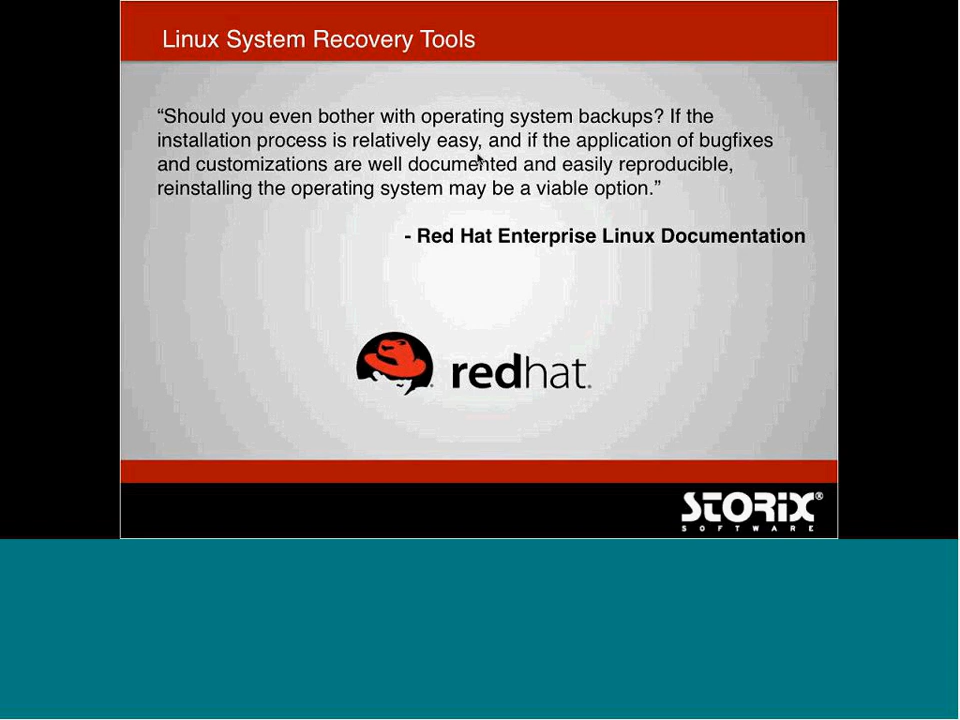 Linux System Recovery Tools
“Should you even bother with operating system backups? If the
installation process is relatively easy, and if the application of bugfixes
and customizations are well documented and easily reproducible,
reinstalling the operating system may be a viable option.”
- Red Hat Enterprise Linux Documentation
redhat.
STORIX®
SOFTWARE